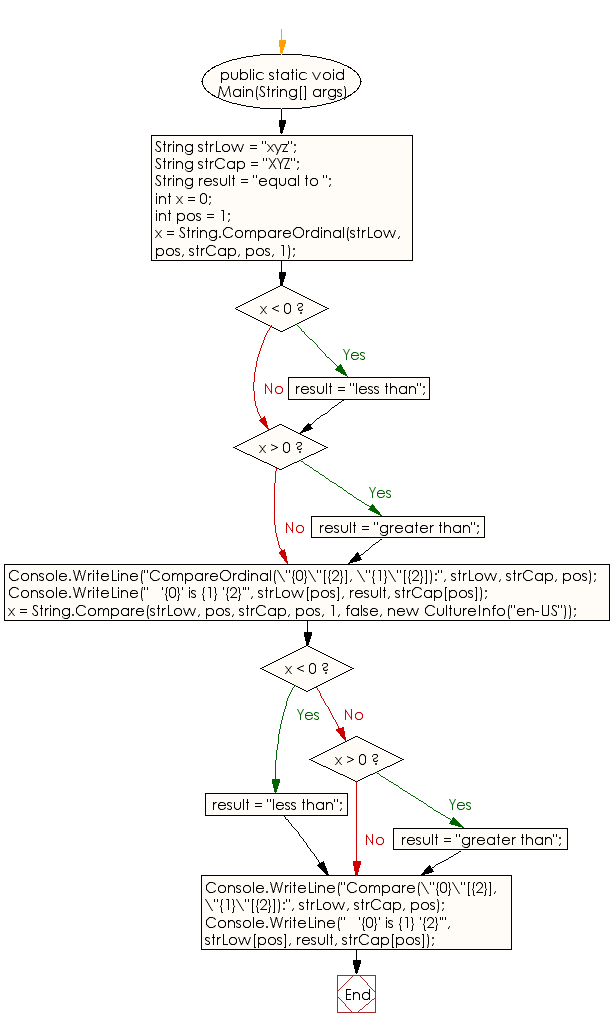 public static void
Main(String[] args)
String strLow = "xyz";
String strCap = "XYZ";
String result = "equal to ";
int x = 0;
int pos = 1;
x = String.CompareOrdinal(strLow,
pos, strCap, pos, 1);
x < 0 ?
Yes
No
result = "less than";
x > 0 ?
Yes
No
result = "greater than";
Console.WriteLine("CompareOrdinal(\"{0}\"[{2}], \"{1}\"[{2}]):", strLow, strCap, pos);
Console.WriteLine("   '{0}' is {1} '{2}'", strLow[pos], result, strCap[pos]);
x = String.Compare(strLow, pos, strCap, pos, 1, false, new CultureInfo("en-US"));
x < 0 ?
Yes
No
x > 0 ?
result = "less than";
Yes
No
result = "greater than";
Console.WriteLine("Compare(\"{0}\"[{2}],
\"{1}\"[{2}]):", strLow, strCap, pos);
Console.WriteLine("   '{0}' is {1} '{2}'",
strLow[pos], result, strCap[pos]);
End